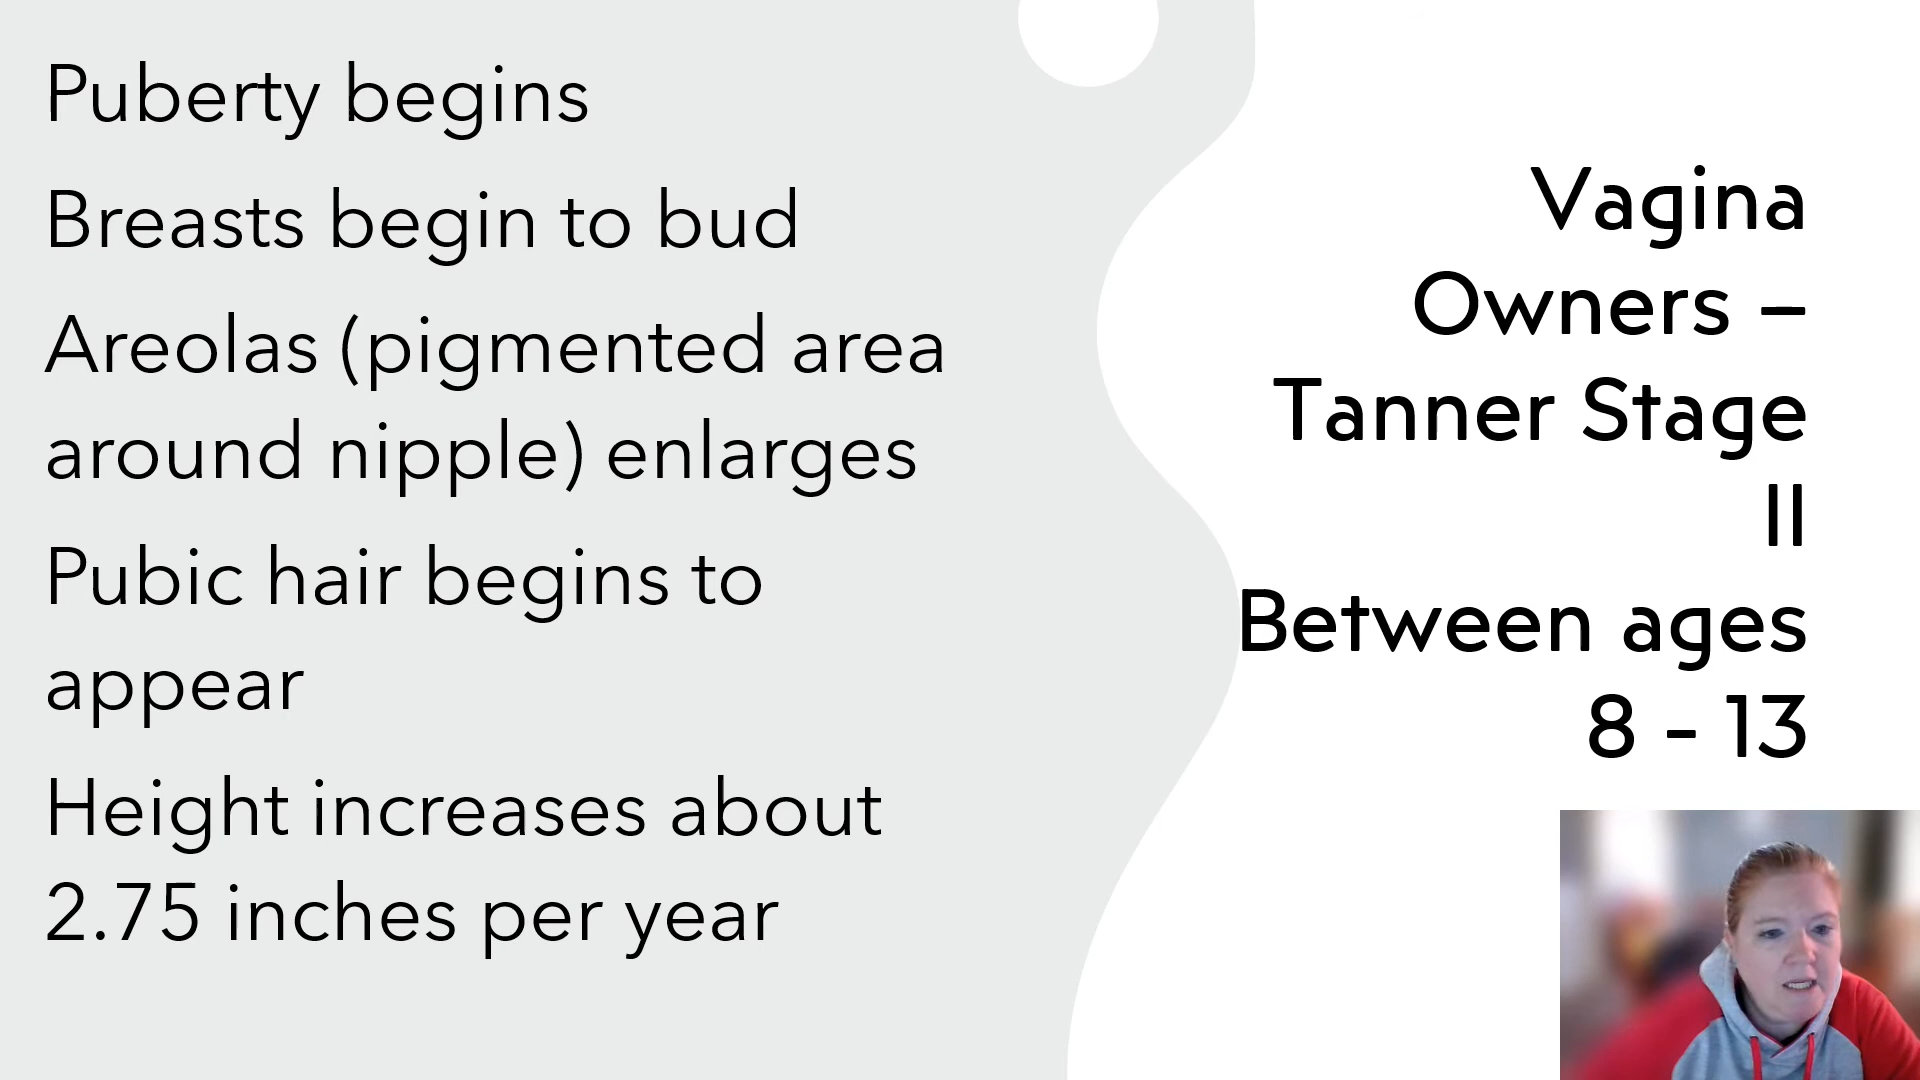 Puberty begins
Breasts begin to bud
Areolas (pigmented area
around nipple) enlarges
Pubic hair begins to
appear
Height increases about
2.75 inches per year
Vagina
Owners –
Tanner Stage
II
Between ages
8 - 13